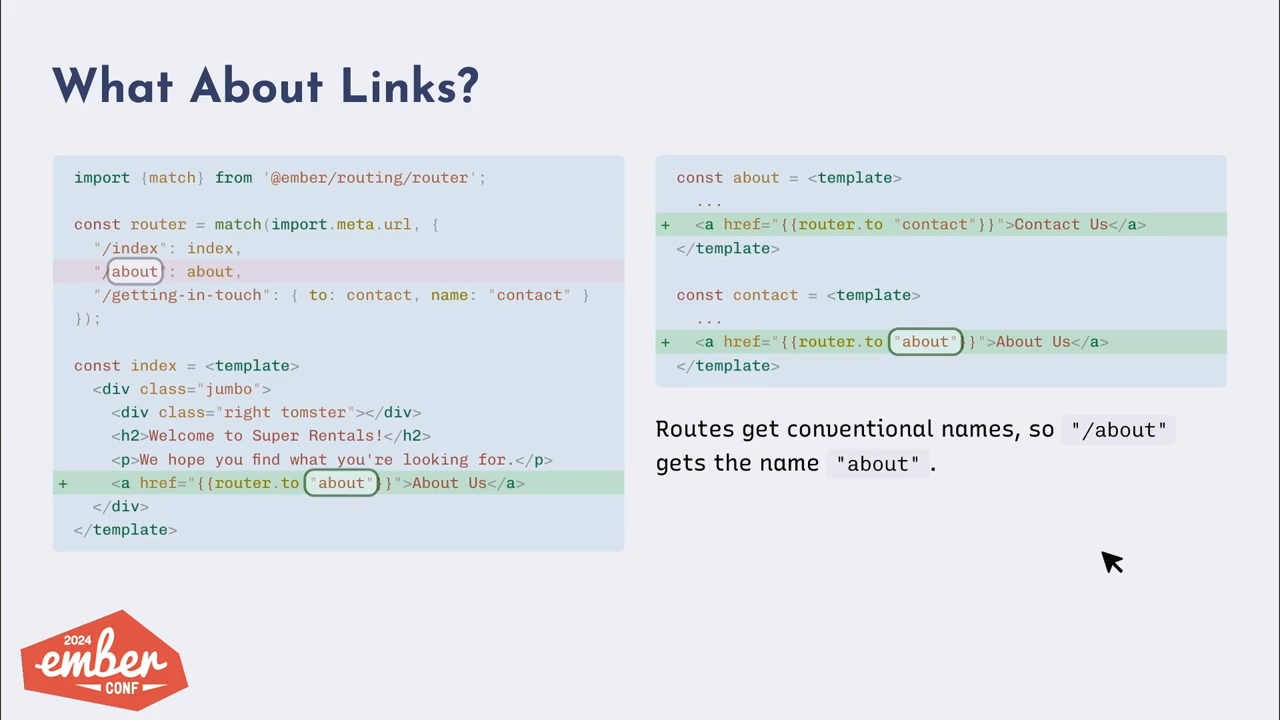 What About Links?
import {match} from '@ember/routing/router';
const router = match(import.meta.url, {
"/index": index,
"/about": about,
"/getting-in-touch": { to: contact, name: "contact" }
});
const index = <template>
<div class="jumbo">
<div class="right tomster"></div>
<h2>Welcome to Super Rentals!</h2>
<p>We hope you find what you're looking for.</p>
+ <a href="{{router.to "about"}}">About Us</a>
</div>
</template>
const about = <template>
...
+ <a href="{{router.to "contact"}}">Contact Us</a>
</template>
const contact = <template>
...
+ <a href="{{router.to "about"}}">About Us</a>
</template>
Routes get conventional names, so "/about"
gets the name "about".
2024
ember
CONF